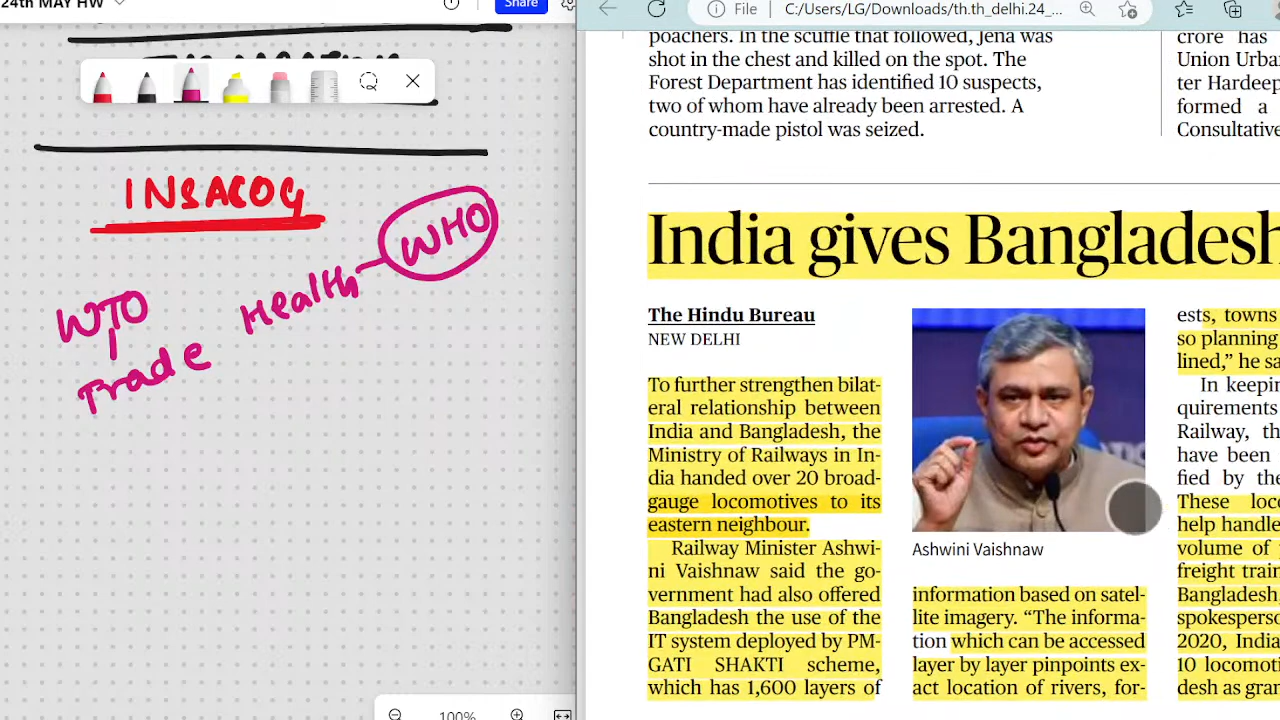 24th MAY HW
Share
INSACOG
WHO
Health
WTO
Trade
100%
File
C:/Users/LG/Downloads/th.th_delhi.24_...
poachers. In the scuffle that followed, Jena was
shot in the chest and killed on the spot. The
Forest Department has identified 10 suspects,
two of whom have already been arrested. A
country-made pistol was seized.
crore has
Union Urba
ter Hardeep
formed a
Consultative
India gives Bangladesh
The Hindu Bureau
NEW DELHI
To further strengthen bilat-
eral relationship between
India and Bangladesh, the
Ministry of Railways in In-
dia handed over 20 broad-
gauge locomotives to its
eastern neighbour.
Railway Minister Ashwi-
ni Vaishnaw said the go-
vernment had also offered
Bangladesh the use of the
IT system deployed by PM-
GATI SHAKTI scheme,
which has 1,600 layers of
Ashwini Vaishnaw
information based on satel-
lite imagery. “The informa-
tion which can be accessed
layer by layer pinpoints ex-
act location of rivers, for-
ests, towns
so planning
lined,” he sa
In keepin
quirements
Railway, th
have been
fied by the
These loco
help handle
volume of
freight train
Bangladesh,
spokesperso
2020, India
10 locomoti
desh as gran